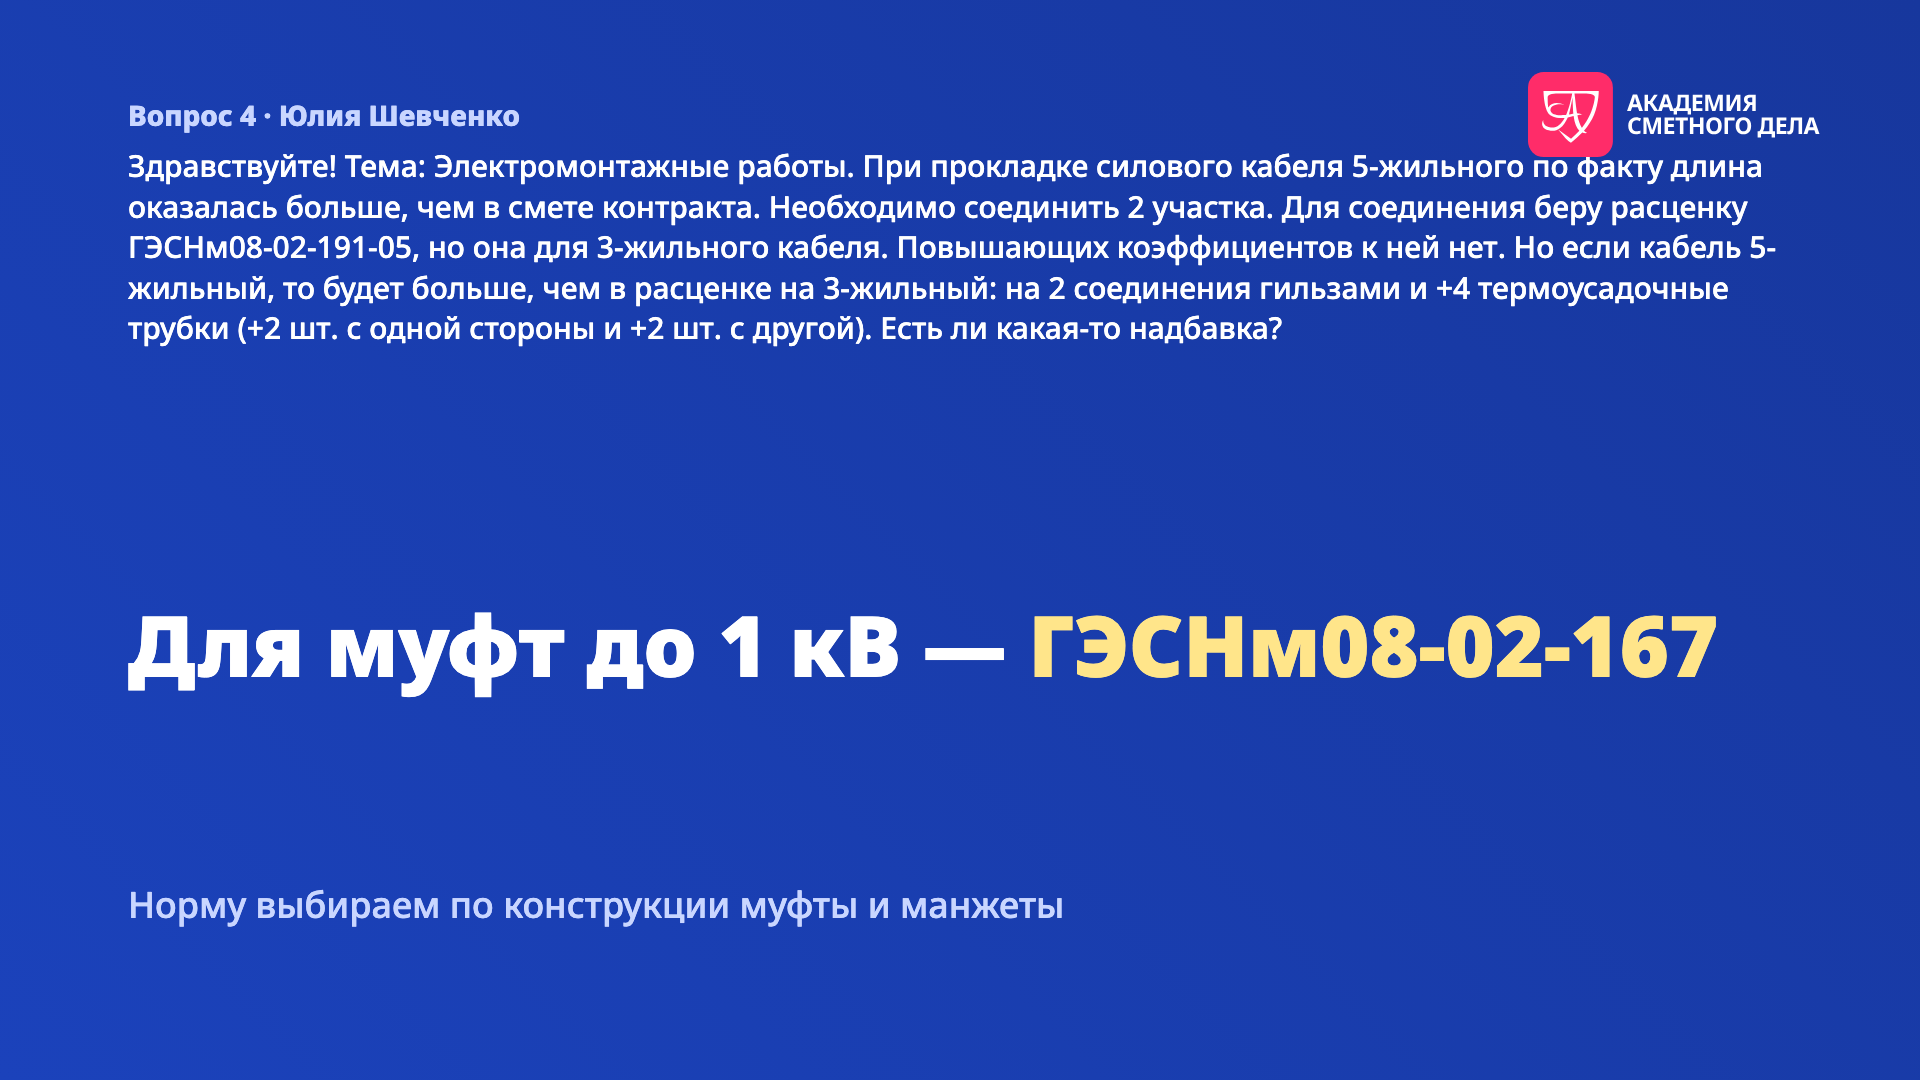 Вопрос 4 · Юлия Шевченко
АКАДЕМИЯ
СМЕТНОГО ДЕЛА
Здравствуйте! Тема: Электромонтажные работы. При прокладке силового кабеля 5-жильного по факту длина
оказалась больше, чем в смете контракта. Необходимо соединить 2 участка. Для соединения беру расценку
ГЭСНм08-02-191-05, но она для 3-жильного кабеля. Повышающих коэффициентов к ней нет. Но если кабель 5-
жильный, то будет больше, чем в расценке на 3-жильный: на 2 соединения гильзами и +4 термоусадочные
трубки (+2 шт. с одной стороны и +2 шт. с другой). Есть ли какая-то надбавка?
Для муфт до 1 кВ — ГЭСНм08-02-167
Норму выбираем по конструкции муфты и манжеты